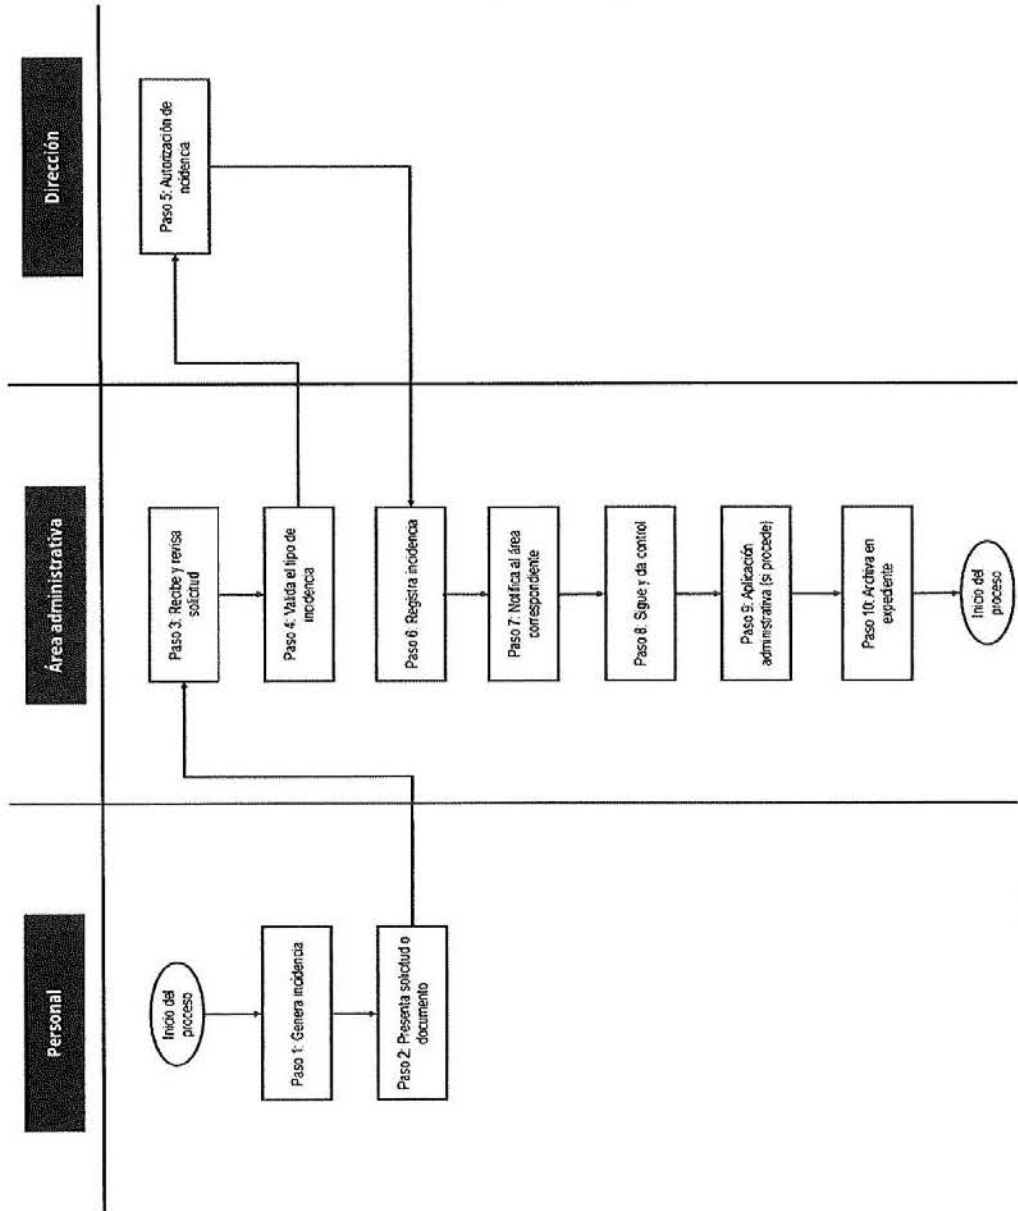 Personal
Área administrativa
Dirección
Inicio del
proceso
Paso 1: Genera incidencia
Paso 2: Presenta solicitud o
documento
Paso 3: Recibe y revisa
solicitud
Paso 4: Valida el tipo de
incidencia
Paso 5: Autorización de
incidencia
Paso 6: Registra incidencia
Paso 7: Notifica al área
correspondiente
Paso 8: Sigue y da control
Paso 9: Aplicación
administrativa (si procede)
Paso 10: Archiva en
expediente
Inicio del
proceso